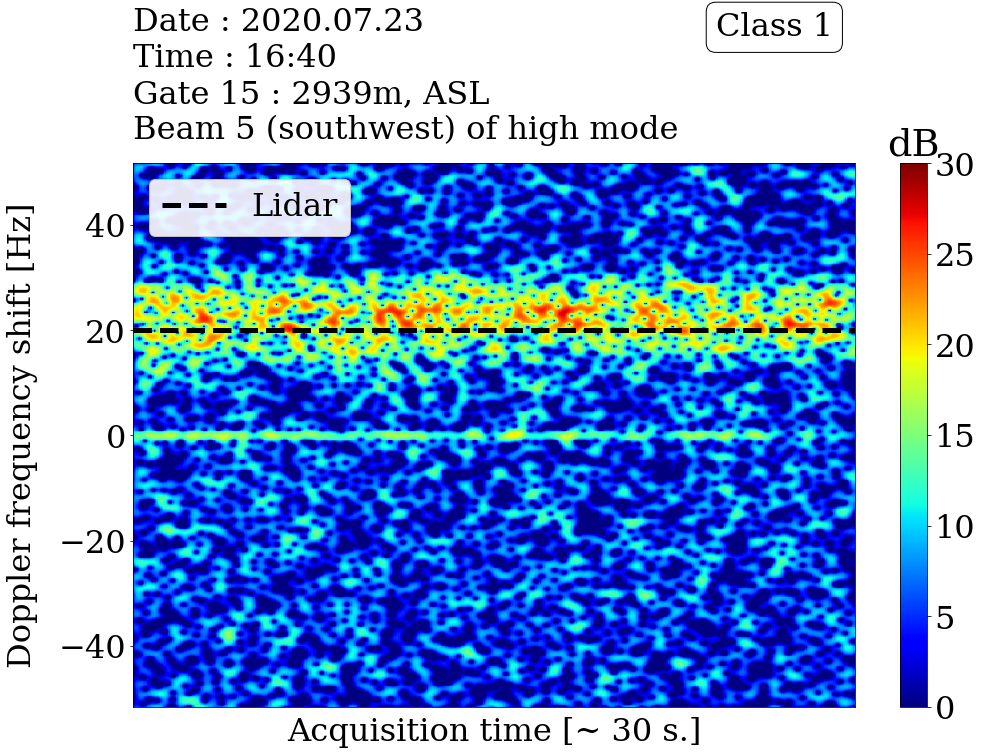 Date : 2020.07.23
Time : 16:40
Gate 15 : 2939m, ASL
Beam 5 (southwest) of high mode
Class 1
dB
Lidar
Doppler frequency shift [Hz]
40
20
0
−20
−40
Acquisition time [~ 30 s.]
30
25
20
15
10
5
0